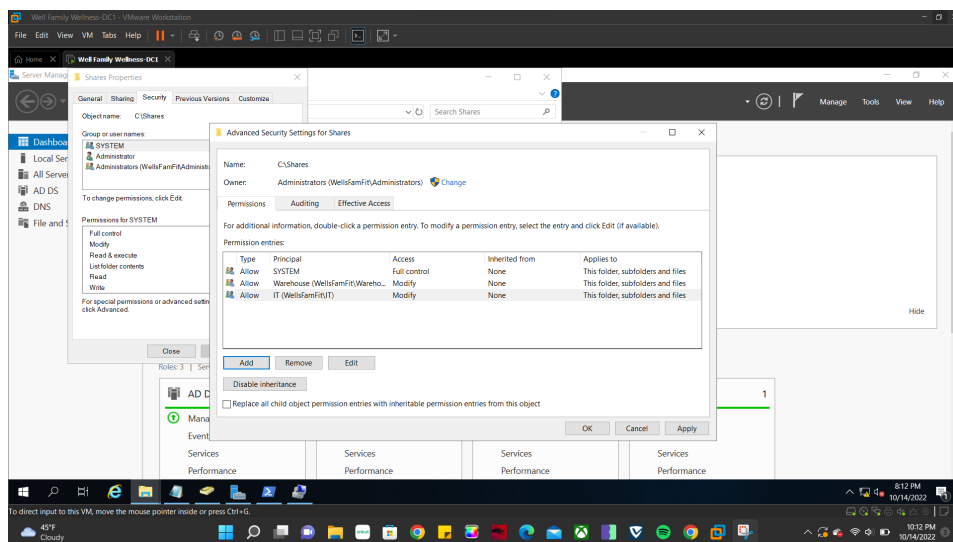 Well Family Wellness-DC1 - VMware Workstation
File Edit View VM Tabs Help
Home Well Family Wellness-DC1
Server Manag
Shares Properties
General Sharing Security Previous Versions Customize
Search Shares
Manage Tools View Help
Object name: C:\Shares
Group or user names:
SYSTEM
Administrator
Administrators (WellsFamFit\Administr
To change permissions, click Edit.
Permissions for SYSTEM
Full control
Modify
Read & execute
List folder contents
Read
Write
For special permissions or advanced settin
click Advanced.
Close
Dashboa
Local Ser
All Server
AD DS
DNS
File and S
Advanced Security Settings for Shares
Name: C:\Shares
Owner: Administrators (WellsFamFit\Administrators) Change
Permissions Auditing Effective Access
For additional information, double-click a permission entry. To modify a permission entry, select the entry and click Edit (if available).
Permission entries:
Type Principal Access Inherited from Applies to
Allow SYSTEM Full control None This folder, subfolders and files
Allow Warehouse (WellsFamFit\Wareho... Modify None This folder, subfolders and files
Allow IT (WellsFamFit\IT) Modify None This folder, subfolders and files
Add Remove Edit
Disable inheritance
Replace all child object permission entries with inheritable permission entries from this object
OK Cancel Apply
Hide
Roles: 3 | Ser
AD D 1
Mana
Event
Services Services Services Services
Performance Performance Performance Performance
8:12 PM
10/14/2022
To direct input to this VM, move the mouse pointer inside or press Ctrl+G.
45°F
Cloudy
10:12 PM
10/14/2022